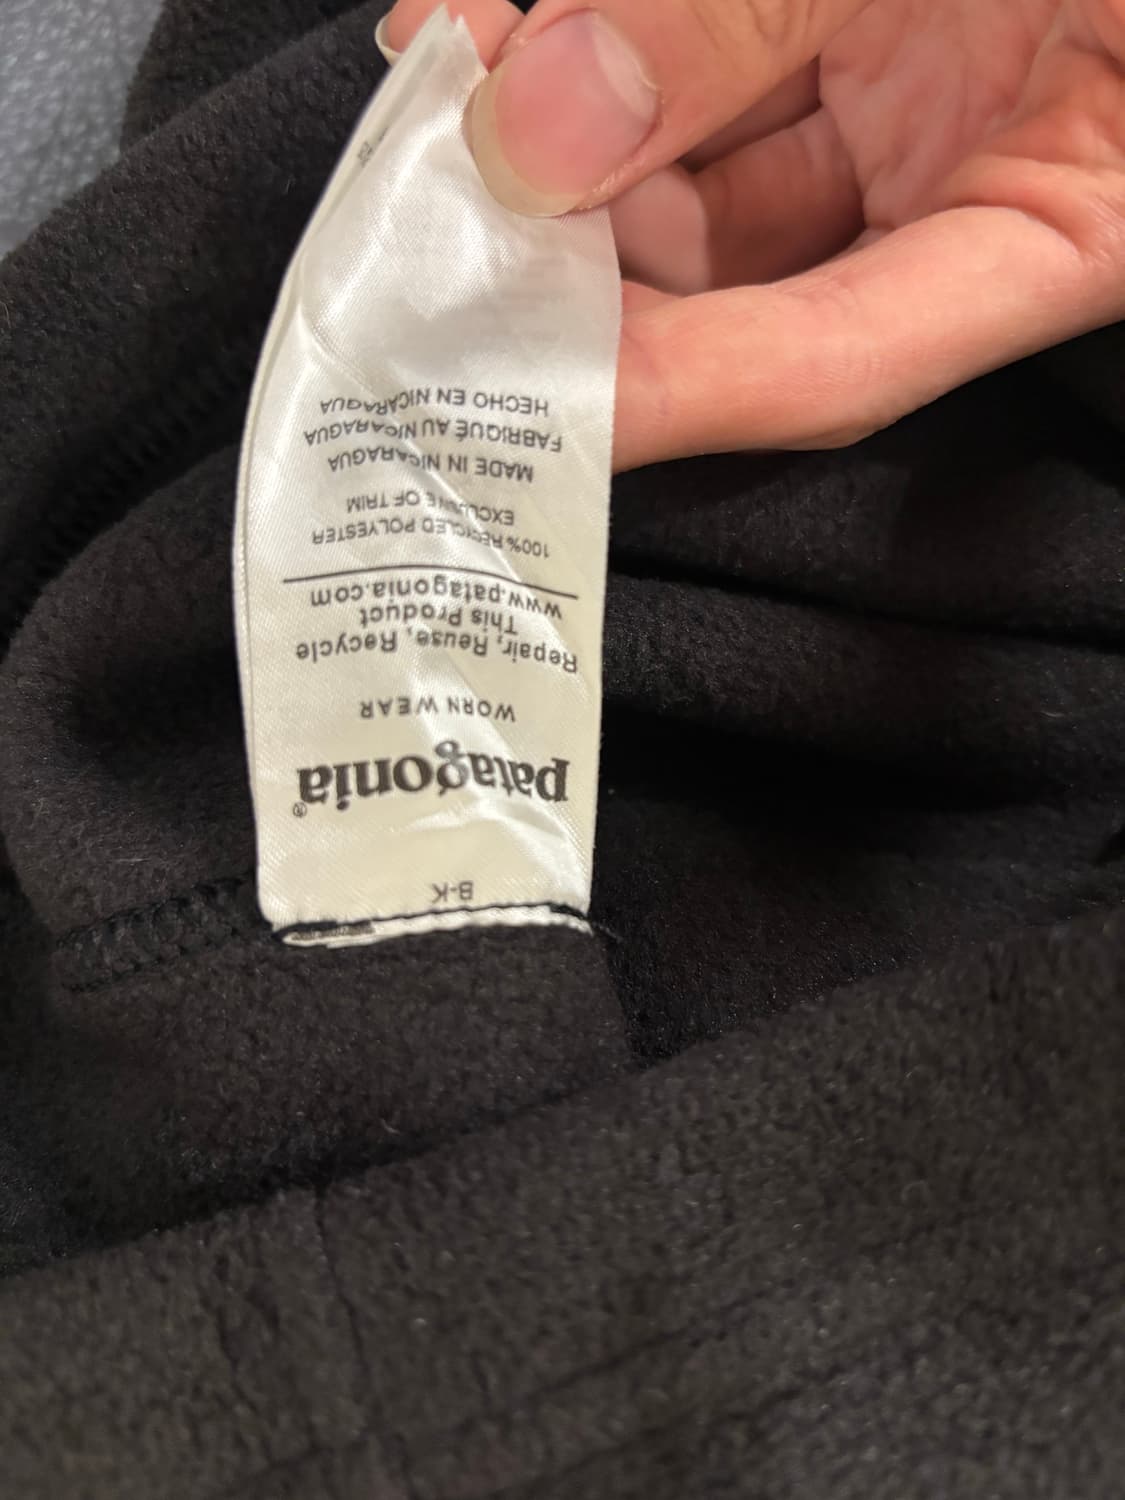 B-K
patagonia®
WORN WEAR
Repair, Reuse, Recycle
This Product
www.patagonia.com
100% RECYCLED POLYESTER
EXCLUSIVE OF TRIM
MADE IN NICARAGUA
FABRIQUÉ AU NICARAGUA
HECHO EN NICARAGUA